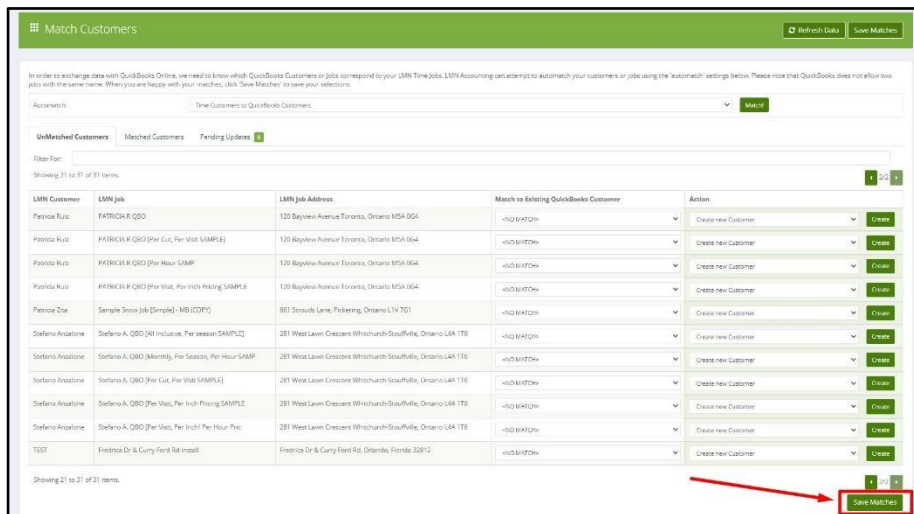 Match Customers
Refresh Data
Save Matches
In order to exchange data with QuickBooks Online, we need to know which QuickBooks Customers or Jobs correspond to your LMN Time Jobs. LMN Accounting can attempt to automatch your customers or jobs using the 'automatch' settings below. Please note that QuickBooks does not allow two
jobs with the same name. When you are happy with your matches, click 'Save Matches' to save your selections.
Automatch: Time Customers to QuickBooks Customers Match!
UnMatched Customers Matched Customers Pending Updates 6
Filter For:
Showing 21 to 31 of 31 items. 2/2
LMN Customer LMN Job LMN Job Address Match to Existing QuickBooks Customer Action
Patricia Ruiz PATRICIA R QBO 120 Bayview Avenue Toronto, Ontario M5A 0G4 <NO MATCH> Create new Customer Create
Patricia Ruiz PATRICIA R QBO [Per Cut, Per Visit SAMPLE] 120 Bayview Avenue Toronto, Ontario M5A 0G4 <NO MATCH> Create new Customer Create
Patricia Ruiz PATRICIA R QBO [Per Hour SAMP 120 Bayview Avenue Toronto, Ontario M5A 0G4 <NO MATCH> Create new Customer Create
Patricia Ruiz PATRICIA R QBO [Per Visit, Per Inch Pricing SAMPLE 120 Bayview Avenue Toronto, Ontario M5A 0G4 <NO MATCH> Create new Customer Create
Patricia Zita Sample Snow Job [Simple] - MB (COPY) 861 Strouds Lane, Pickering, Ontario L1V 7G1 <NO MATCH> Create new Customer Create
Stefano Anzalone Stefano A. QBO [All Inclusive, Per season SAMPLE] 281 West Lawn Crescent Whitchurch-Stouffville, Ontario L4A 1T6 <NO MATCH> Create new Customer Create
Stefano Anzalone Stefano A. QBO [Monthly, Per Season, Per Hour SAMP 281 West Lawn Crescent Whitchurch-Stouffville, Ontario L4A 1T6 <NO MATCH> Create new Customer Create
Stefano Anzalone Stefano A. QBO [Per Cut, Per Visit SAMPLE] 281 West Lawn Crescent Whitchurch-Stouffville, Ontario L4A 1T6 <NO MATCH> Create new Customer Create
Stefano Anzalone Stefano A. QBO [Per Visit, Per Inch Pricing SAMPLE 281 West Lawn Crescent Whitchurch-Stouffville, Ontario L4A 1T6 <NO MATCH> Create new Customer Create
Stefano Anzalone Stefano A. QBO [Per Visit, Per Inch/ Per Hour Pric 281 West Lawn Crescent Whitchurch-Stouffville, Ontario L4A 1T6 <NO MATCH> Create new Customer Create
TEST Fredrica Dr & Curry Ford Rd-Install Fredrica Dr & Curry Ford Rd, Orlando, Florida 32812 <NO MATCH> Create new Customer Create
Showing 21 to 31 of 31 items. 2/2
Save Matches